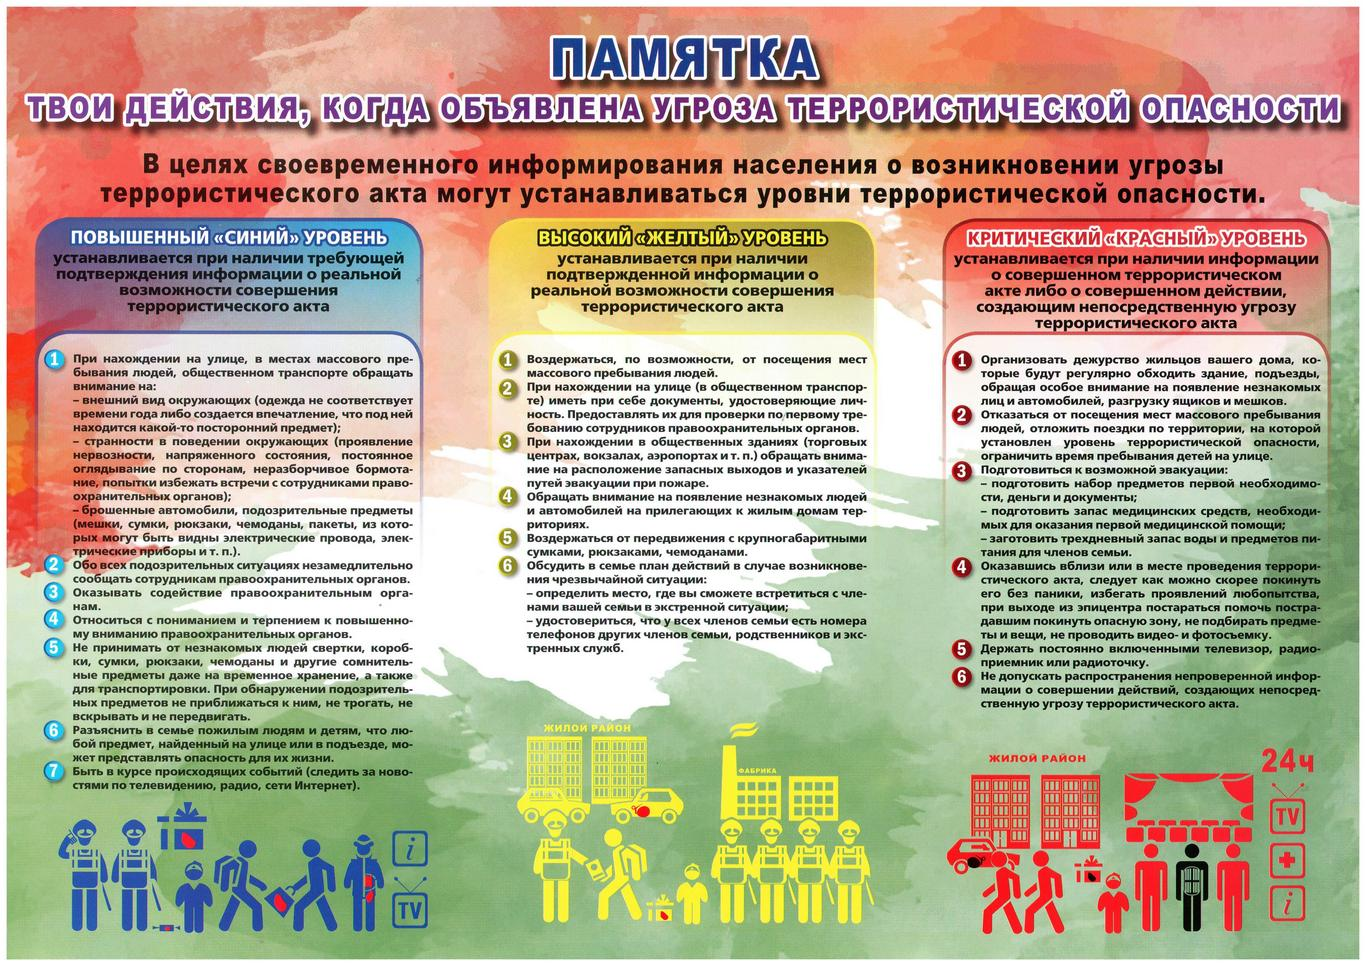 ПАМЯТКА
ТВОИ ДЕЙСТВИЯ, КОГДА ОБЪЯВЛЕНА УГРОЗА ТЕРРОРИСТИЧЕСКОЙ ОПАСНОСТИ
В целях своевременного информирования населения о возникновении угрозы
террористического акта могут устанавливаться уровни террористической опасности.
ПОВЫШЕННЫЙ «СИНИЙ» УРОВЕНЬ
устанавливается при наличии требующей
подтверждения информации о реальной
возможности совершения
террористического акта
1 При нахождении на улице, в местах массового пре-
бывания людей, общественном транспорте обращать
внимание на:
– внешний вид окружающих (одежда не соответствует
времени года либо создается впечатление, что под ней
находится какой-то посторонний предмет);
– странности в поведении окружающих (проявление
нервозности, напряженного состояния, постоянное
оглядывание по сторонам, неразборчивое бормота-
ние, попытки избежать встречи с сотрудниками право-
охранительных органов);
– брошенные автомобили, подозрительные предметы
(мешки, сумки, рюкзаки, чемоданы, пакеты, из кото-
рых могут быть видны электрические провода, элек-
трические приборы и т. п.).
2 Обо всех подозрительных ситуациях незамедлительно
сообщать сотрудникам правоохранительных органов.
3 Оказывать содействие правоохранительным орга-
нам.
4 Относиться с пониманием и терпением к повышенно-
му вниманию правоохранительных органов.
5 Не принимать от незнакомых людей свертки, короб-
ки, сумки, рюкзаки, чемоданы и другие сомнитель-
ные предметы даже на временное хранение, а также
для транспортировки. При обнаружении подозритель-
ных предметов не приближаться к ним, не трогать, не
вскрывать и не передвигать.
6 Разъяснить в семье пожилым людям и детям, что лю-
бой предмет, найденный на улице или в подъезде, мо-
жет представлять опасность для их жизни.
7 Быть в курсе происходящих событий (следить за ново-
стями по телевидению, радио, сети Интернет).
i
TV
ВЫСОКИЙ «ЖЕЛТЫЙ» УРОВЕНЬ
устанавливается при наличии
подтвержденной информации о
реальной возможности совершения
террористического акта
1 Воздержаться, по возможности, от посещения мест
массового пребывания людей.
2 При нахождении на улице (в общественном транспор-
те) иметь при себе документы, удостоверяющие лич-
ность. Предоставлять их для проверки по первому тре-
бованию сотрудников правоохранительных органов.
3 При нахождении в общественных зданиях (торговых
центрах, вокзалах, аэропортах и т. п.) обращать внима-
ние на расположение запасных выходов и указателей
путей эвакуации при пожаре.
4 Обращать внимание на появление незнакомых людей
и автомобилей на прилегающих к жилым домам тер-
риториях.
5 Воздержаться от передвижения с крупногабаритными
сумками, рюкзаками, чемоданами.
6 Обсудить в семье план действий в случае возникнове-
ния чрезвычайной ситуации:
– определить место, где вы сможете встретиться с чле-
нами вашей семьи в экстренной ситуации;
– удостовериться, что у всех членов семьи есть номера
телефонов других членов семьи, родственников и экс-
тренных служб.
ЖИЛОЙ РАЙОН
ФАБРИКА
КРИТИЧЕСКИЙ «КРАСНЫЙ» УРОВЕНЬ
устанавливается при наличии информации
о совершенном террористическом
акте либо о совершенном действии,
создающим непосредственную угрозу
террористического акта
1 Организовать дежурство жильцов вашего дома, ко-
торые будут регулярно обходить здание, подъезды,
обращая особое внимание на появление незнакомых
лиц и автомобилей, разгрузку ящиков и мешков.
2 Отказаться от посещения мест массового пребывания
людей, отложить поездки по территории, на которой
установлен уровень террористической опасности,
ограничить время пребывания детей на улице.
3 Подготовиться к возможной эвакуации:
– подготовить набор предметов первой необходимо-
сти, деньги и документы;
– подготовить запас медицинских средств, необходи-
мых для оказания первой медицинской помощи;
– заготовить трехдневный запас воды и предметов пи-
тания для членов семьи.
4 Оказавшись вблизи или в месте проведения террори-
стического акта, следует как можно скорее покинуть
его без паники, избегать проявлений любопытства,
при выходе из эпицентра постараться помочь постра-
давшим покинуть опасную зону, не подбирать предме-
ты и вещи, не проводить видео- и фотосъемку.
5 Держать постоянно включенными телевизор, радио-
приемник или радиоточку.
6 Не допускать распространения непроверенной инфор-
мации о совершении действий, создающих непосред-
ственную угрозу террористического акта.
ЖИЛОЙ РАЙОН
24ч
TV
i